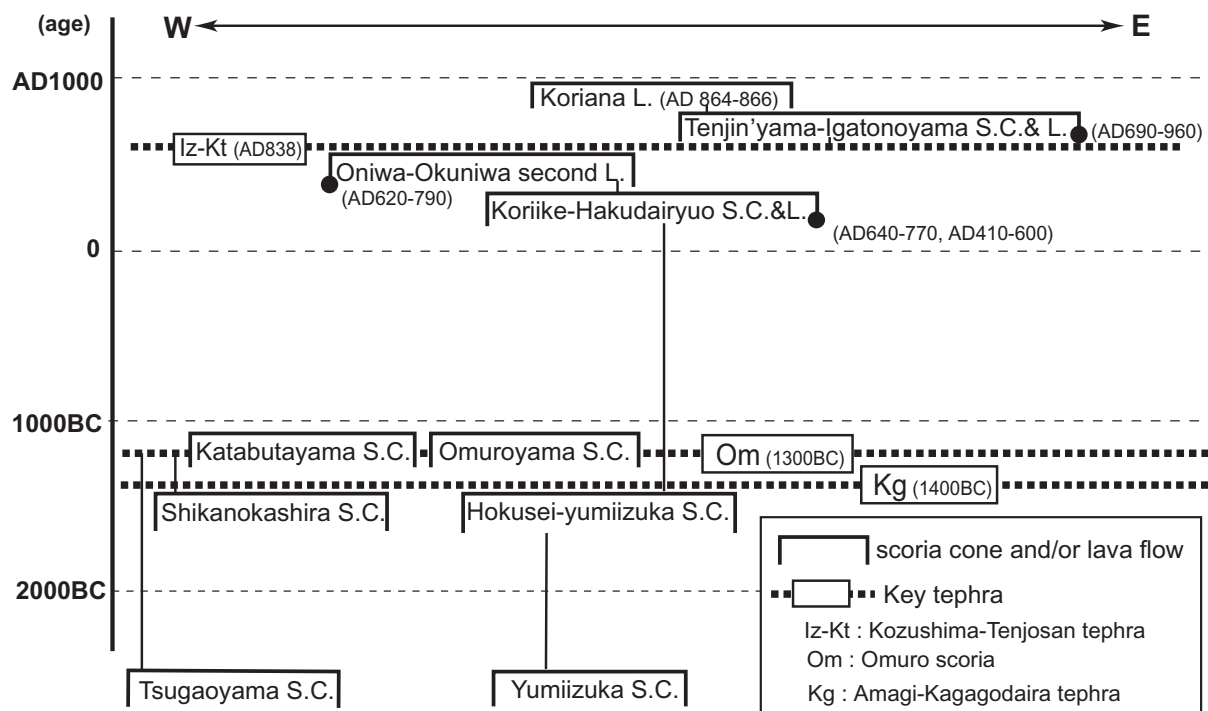 (age)
W E
AD1000
Koriana L. (AD 864-866)
Tenjin'yama-Igatonoyama S.C.& L. (AD690-960)
Iz-Kt (AD838)
Oniwa-Okuniwa second L.
(AD620-790)
Koriike-Hakudairyuo S.C.&L.
(AD640-770, AD410-600)
0
1000BC
Katabutayama S.C. Omuroyama S.C. Om (1300BC)
Kg (1400BC)
Shikanokashira S.C. Hokusei-yumiizuka S.C.
2000BC
Tsugaoyama S.C. Yumiizuka S.C.
scoria cone and/or lava flow
Key tephra
Iz-Kt : Kozushima-Tenjosan tephra
Om : Omuro scoria
Kg : Amagi-Kagagodaira tephra